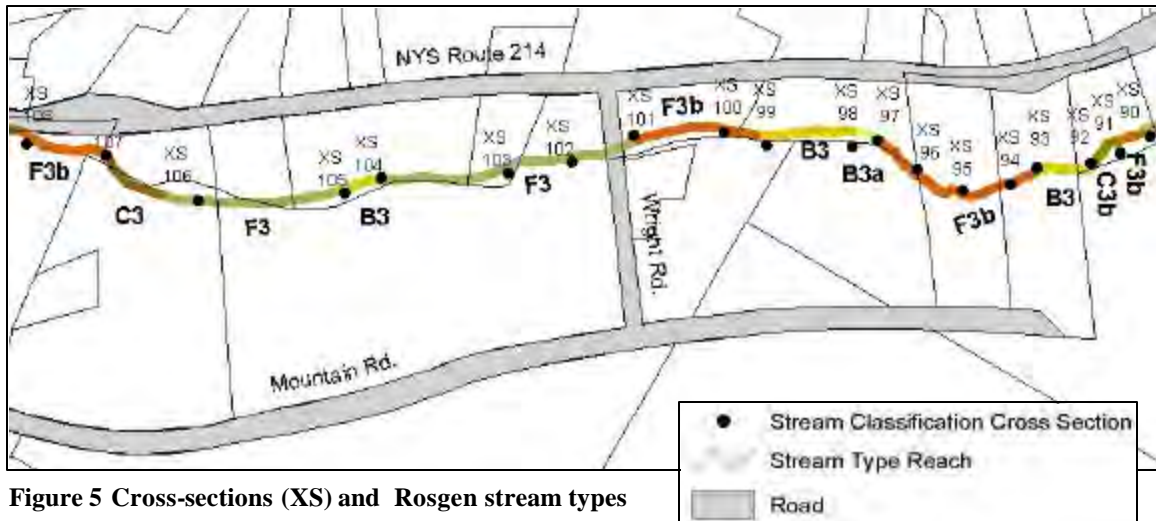 NYS Route 214
XS
108
107
XS
106
XS
105
XS
104
XS
103
XS
102
XS
101
XS
100
XS
99
XS
98
XS
97
XS
96
XS
95
XS
94
XS
93
XS
92
XS
91
XS
90
F3b
C3
F3
B3
F3
F3b
B3
B3a
F3b
B3
C3b
F3b
Wright Rd.
Mountain Rd.
Stream Classification Cross Section
Stream Type Reach
Road
Figure 5 Cross-sections (XS) and Rosgen stream types